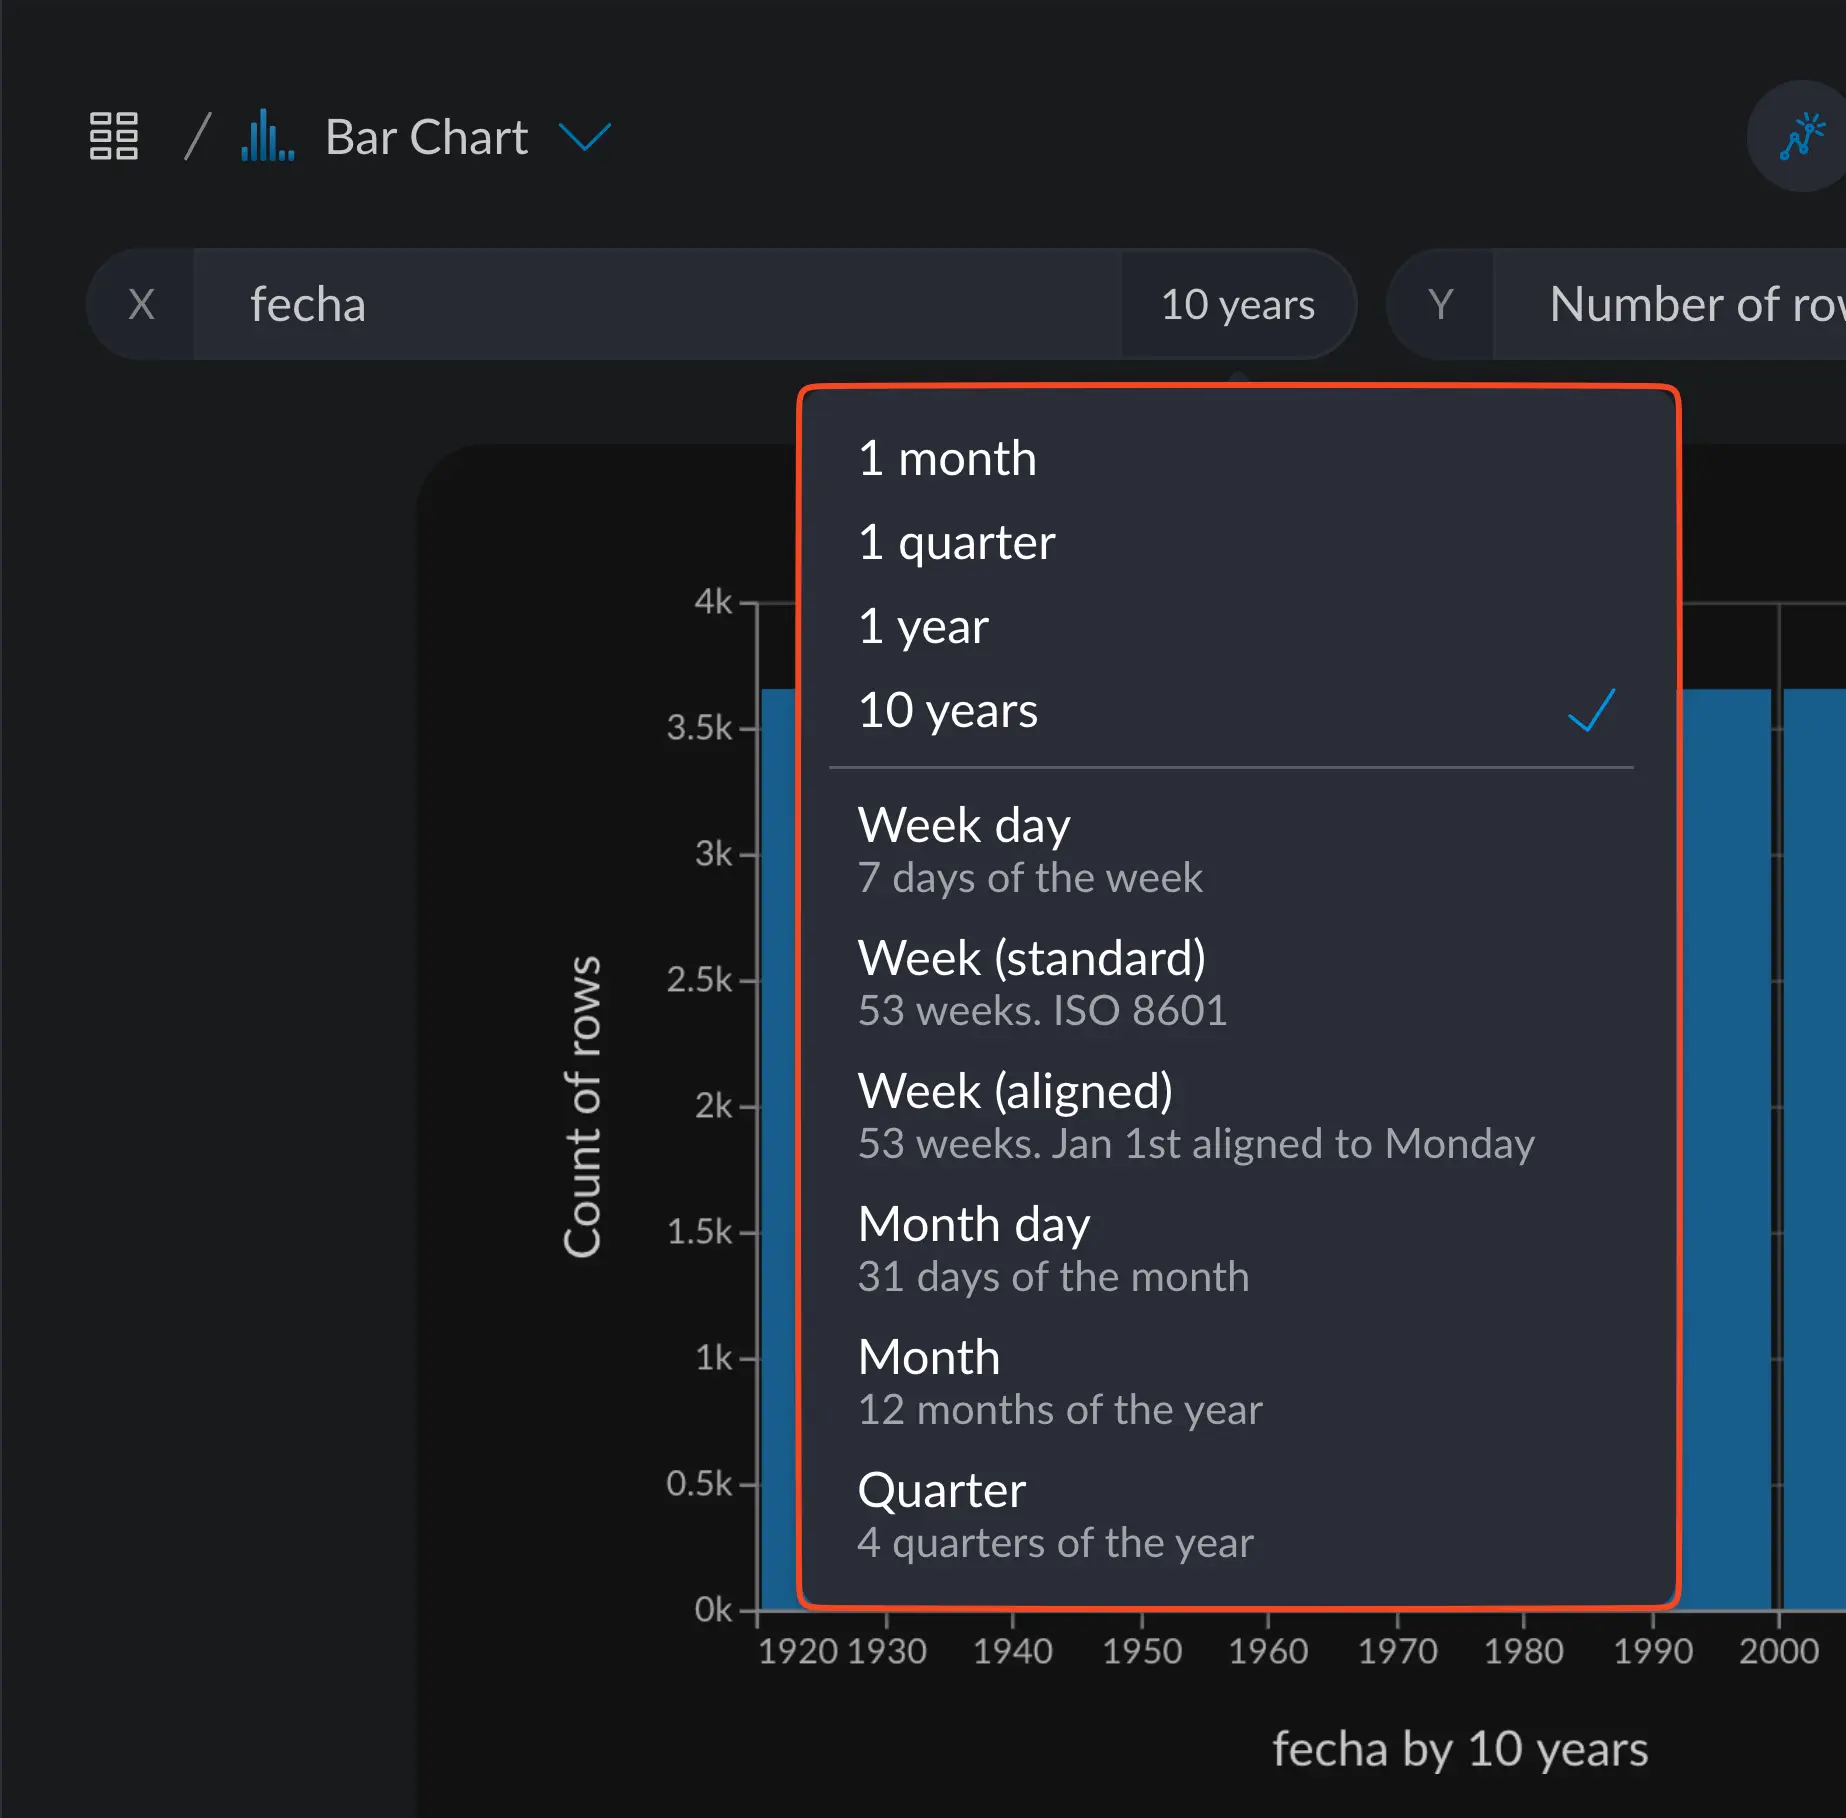 Bar Chart
X fecha 10 years Y Number of row
1 month
1 quarter
1 year
10 years
Week day
7 days of the week
Week (standard)
53 weeks. ISO 8601
Week (aligned)
53 weeks. Jan 1st aligned to Monday
Month day
31 days of the month
Month
12 months of the year
Quarter
4 quarters of the year
Count of rows
4k
3.5k
3k
2.5k
2k
1.5k
1k
0.5k
0k
1920 1930 1940 1950 1960 1970 1980 1990 2000
fecha by 10 years